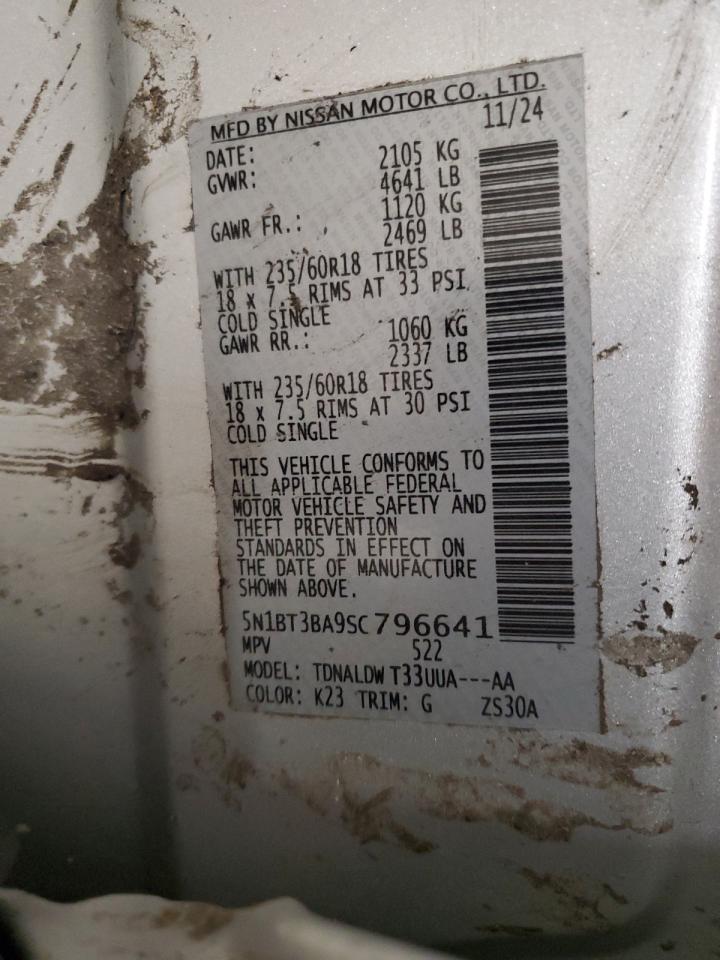 MFD BY NISSAN MOTOR CO., LTD.
DATE: 11/24
GVWR: 2105 KG
4641 LB
GAWR FR.: 1120 KG
2469 LB
WITH 235/60R18 TIRES
18 x 7.5 RIMS AT 33 PSI
COLD SINGLE
GAWR RR.: 1060 KG
2337 LB
WITH 235/60R18 TIRES
18 x 7.5 RIMS AT 30 PSI
COLD SINGLE
THIS VEHICLE CONFORMS TO
ALL APPLICABLE FEDERAL
MOTOR VEHICLE SAFETY AND
THEFT PREVENTION
STANDARDS IN EFFECT ON
THE DATE OF MANUFACTURE
SHOWN ABOVE.
5N1BT3BA9SC796641
MPV 522
MODEL: TDNALDW T33UUA---AA
COLOR: K23 TRIM: G ZS30A